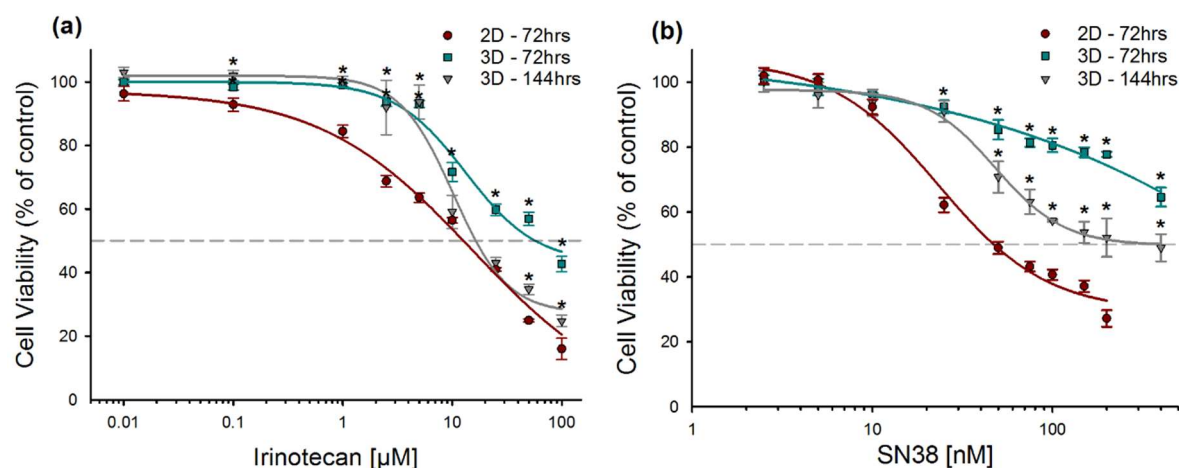 (a)
2D - 72hrs
3D - 72hrs
3D - 144hrs
Cell Viability (% of control)
100
80
60
40
20
0
* * * * * * * * * * *
0.01 0.1 1 10 100
Irinotecan [µM]
(b)
2D - 72hrs
3D - 72hrs
3D - 144hrs
Cell Viability (% of control)
100
80
60
40
20
0
* * * * * * * * * * * * *
1 10 100
SN38 [nM]